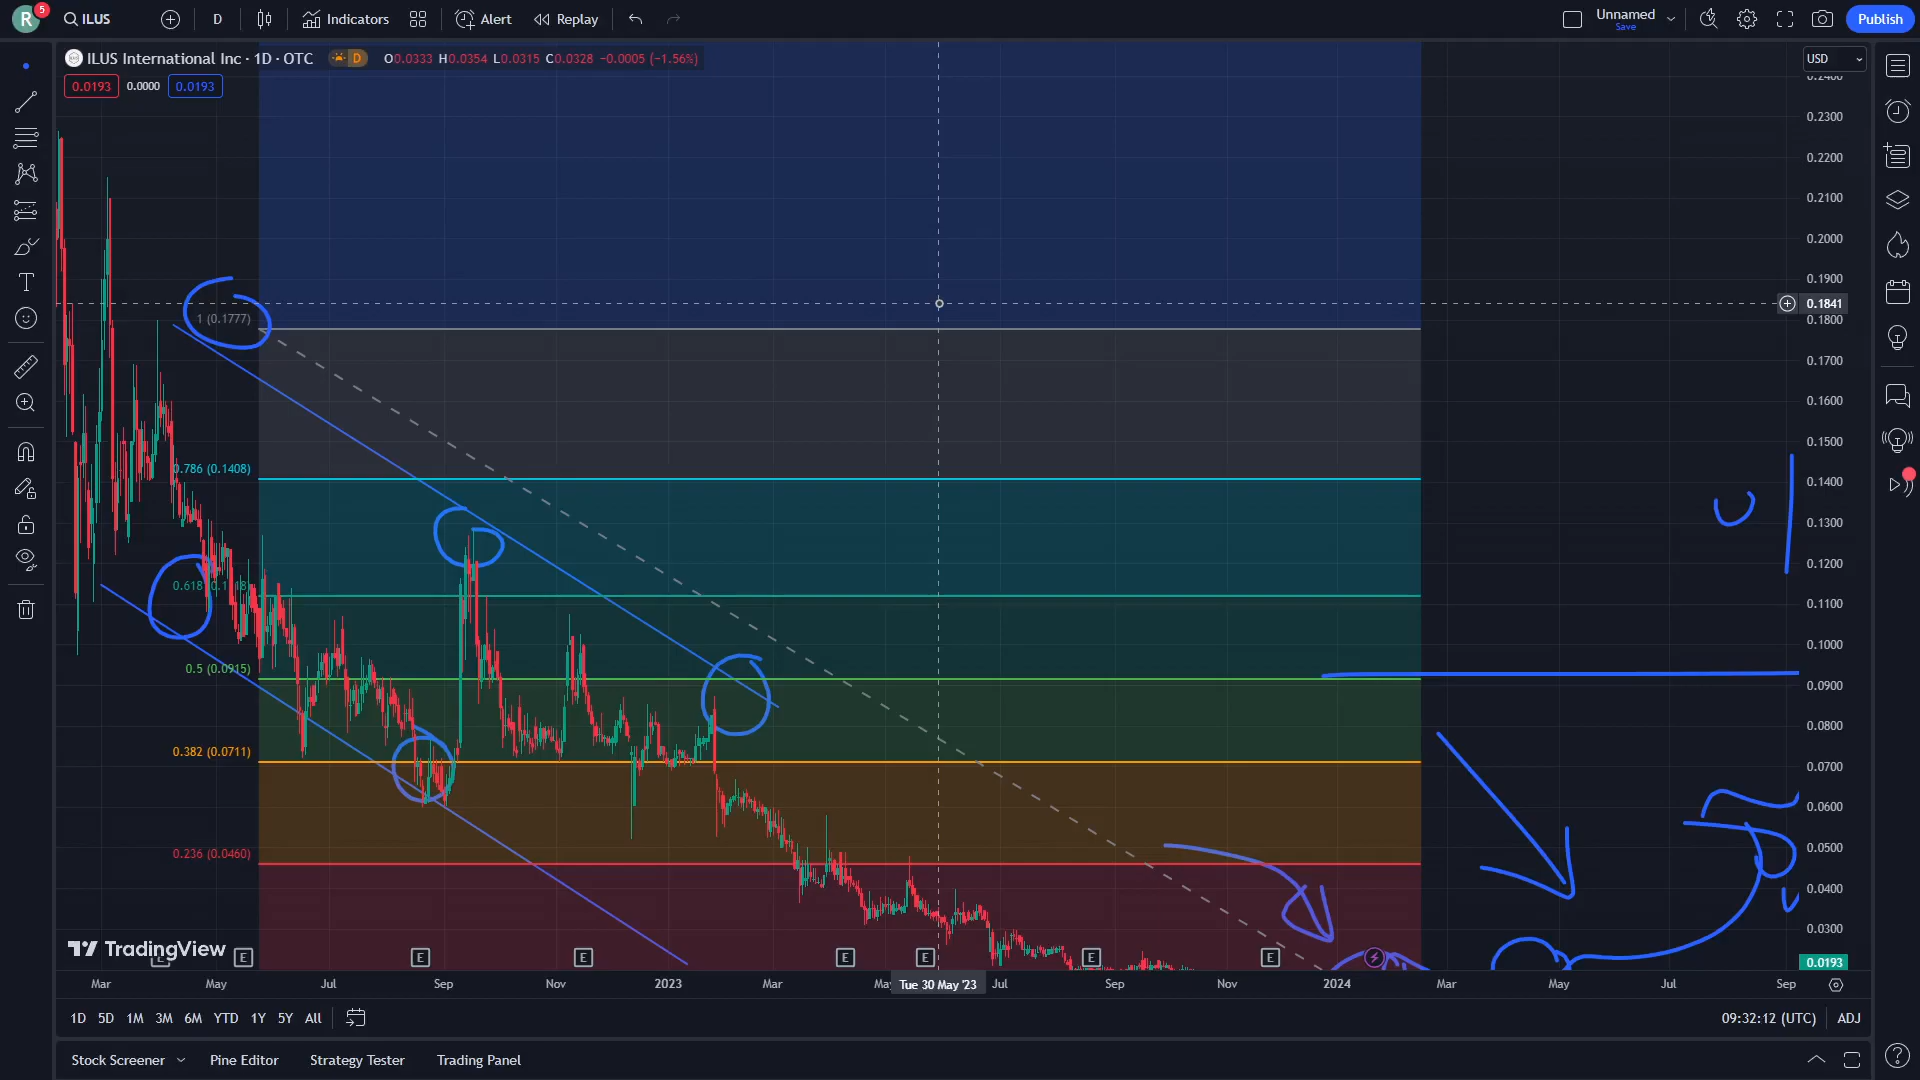 R 5 ILUS D Indicators Alert Replay Unnamed Save Publish
ILUS International Inc · 1D · OTC D O0.0333 H0.0354 L0.0315 C0.0328 −0.0005 (−1.56%) USD
0.0193 0.0000 0.0193
0.2400
0.2300
0.2200
0.2100
0.2000
0.1900
0.1841
1 (0.1777) 0.1800
0.1700
0.1600
0.1500
0.786 (0.1408)
0.1400
0.1300
0.1200
0.618
0.1100
0.1000
0.5 (0.0915)
0.0900
0.0800
0.382 (0.0711)
0.0700
0.0600
0.236 (0.0460) 0.0500
0.0400
0.0300
TradingView
E E E E E E E E
0.0193
Mar May Jul Sep Nov 2023 Mar Tue 30 May '23 Jul Sep Nov 2024 Mar May Jul Sep
1D 5D 1M 3M 6M YTD 1Y 5Y All 09:32:12 (UTC) ADJ
Stock Screener Pine Editor Strategy Tester Trading Panel